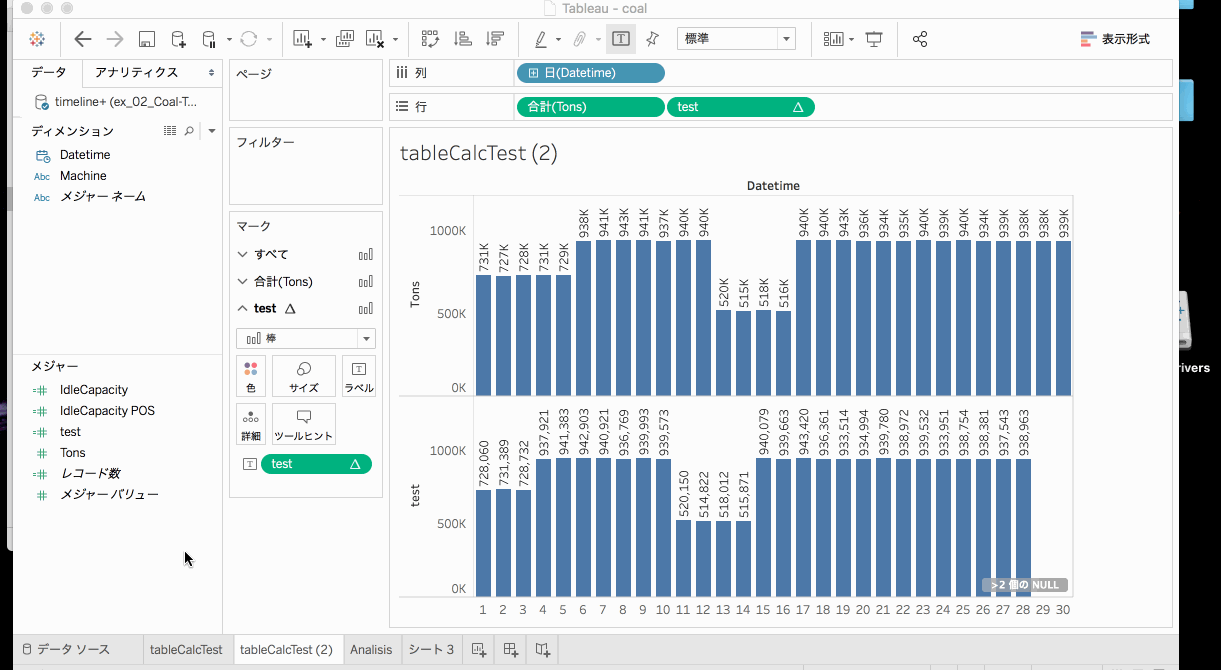 Tableau - coal
標準
表示形式
データ
アナリティクス
timeline+ (ex_02_Coal-T...
ディメンション
Datetime
Abc Machine
Abc メジャー ネーム
メジャー
IdleCapacity
IdleCapacity POS
test
Tons
レコード数
メジャー バリュー
ページ
フィルター
マーク
すべて
合計(Tons)
test
棒
色
サイズ
ラベル
詳細
ツールヒント
test
列
日(Datetime)
行
合計(Tons)
test
tableCalcTest (2)
Datetime
Tons
1000K
500K
0K
731K 727K 728K 731K 729K 938K 941K 943K 941K 937K 940K 940K 520K 515K 518K 516K 940K 940K 943K 936K 934K 935K 940K 939K 940K 934K 939K 938K 938K 939K
test
1000K
500K
0K
728,060 731,389 728,732 937,921 941,383 942,903 940,921 936,769 939,993 939,573 520,150 514,822 518,012 515,871 940,079 939,663 943,420 936,361 933,514 934,994 939,780 938,972 939,532 933,951 938,754 938,381 937,543 938,963
>2 個の NULL
1 2 3 4 5 6 7 8 9 10 11 12 13 14 15 16 17 18 19 20 21 22 23 24 25 26 27 28 29 30
データ ソース
tableCalcTest
tableCalcTest (2)
Analisis
シート 3
rivers